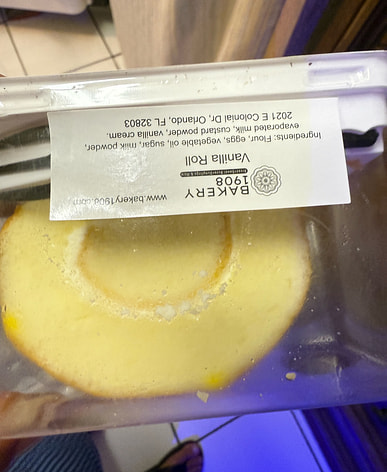 BAKERY
1908
www.bakery1908.com
Vanilla Roll
Ingredients: Flour, eggs, vegetable oil, sugar, milk powder,
evaporated milk, custard powder, vanilla cream.
2021 E Colonial Dr, Orlando, FL 32803